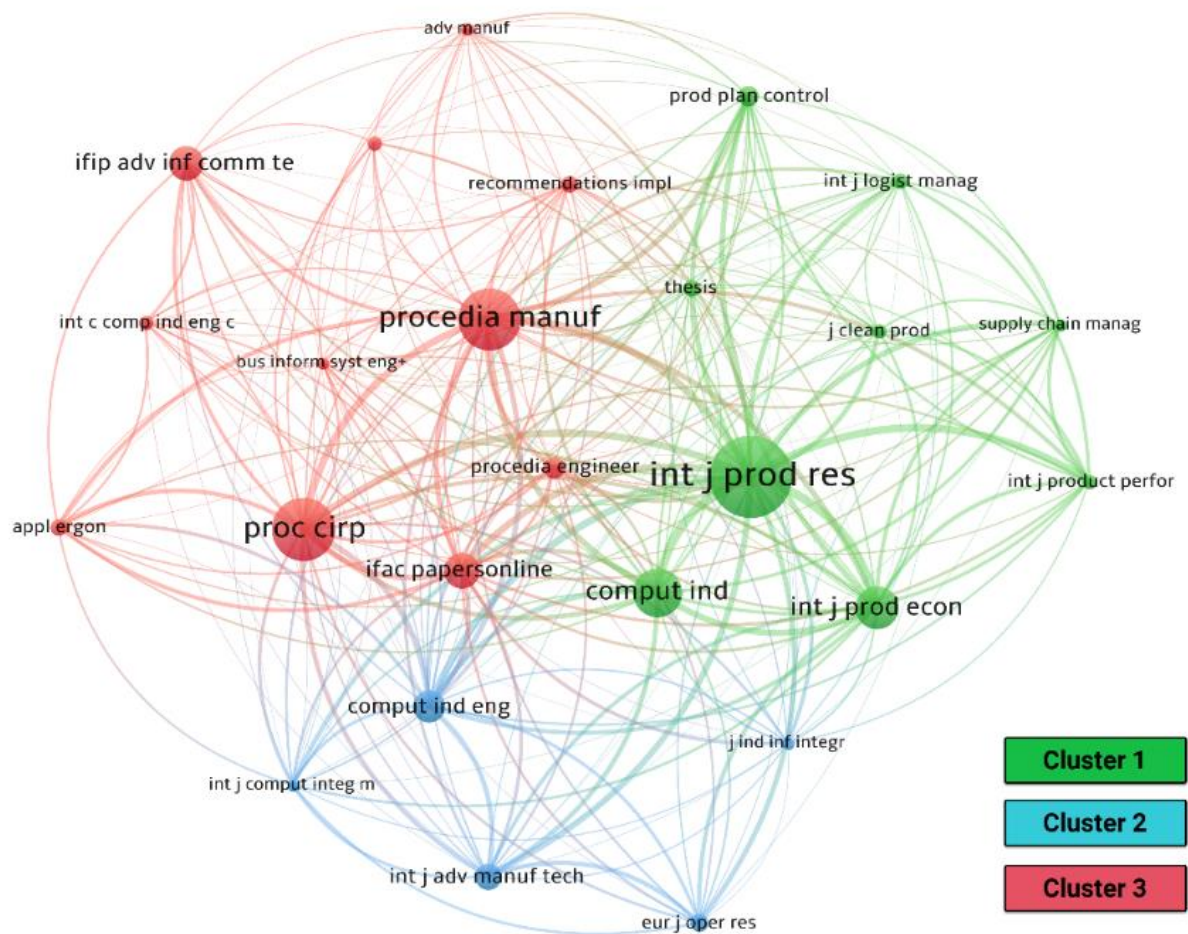 adv manuf
prod plan control
ifip adv inf comm te
recommendations impl
int j logist manag
thesis
procedia manuf
int c comp ind eng c
j clean prod
supply chain manag
bus inform syst eng+
procedia engineer
int j prod res
int j product perfor
appl ergon
proc cirp
ifac papersonline
comput ind
int j prod econ
comput ind eng
j ind inf integr
int j comput integ m
int j adv manuf tech
eur j oper res
Cluster 1
Cluster 2
Cluster 3